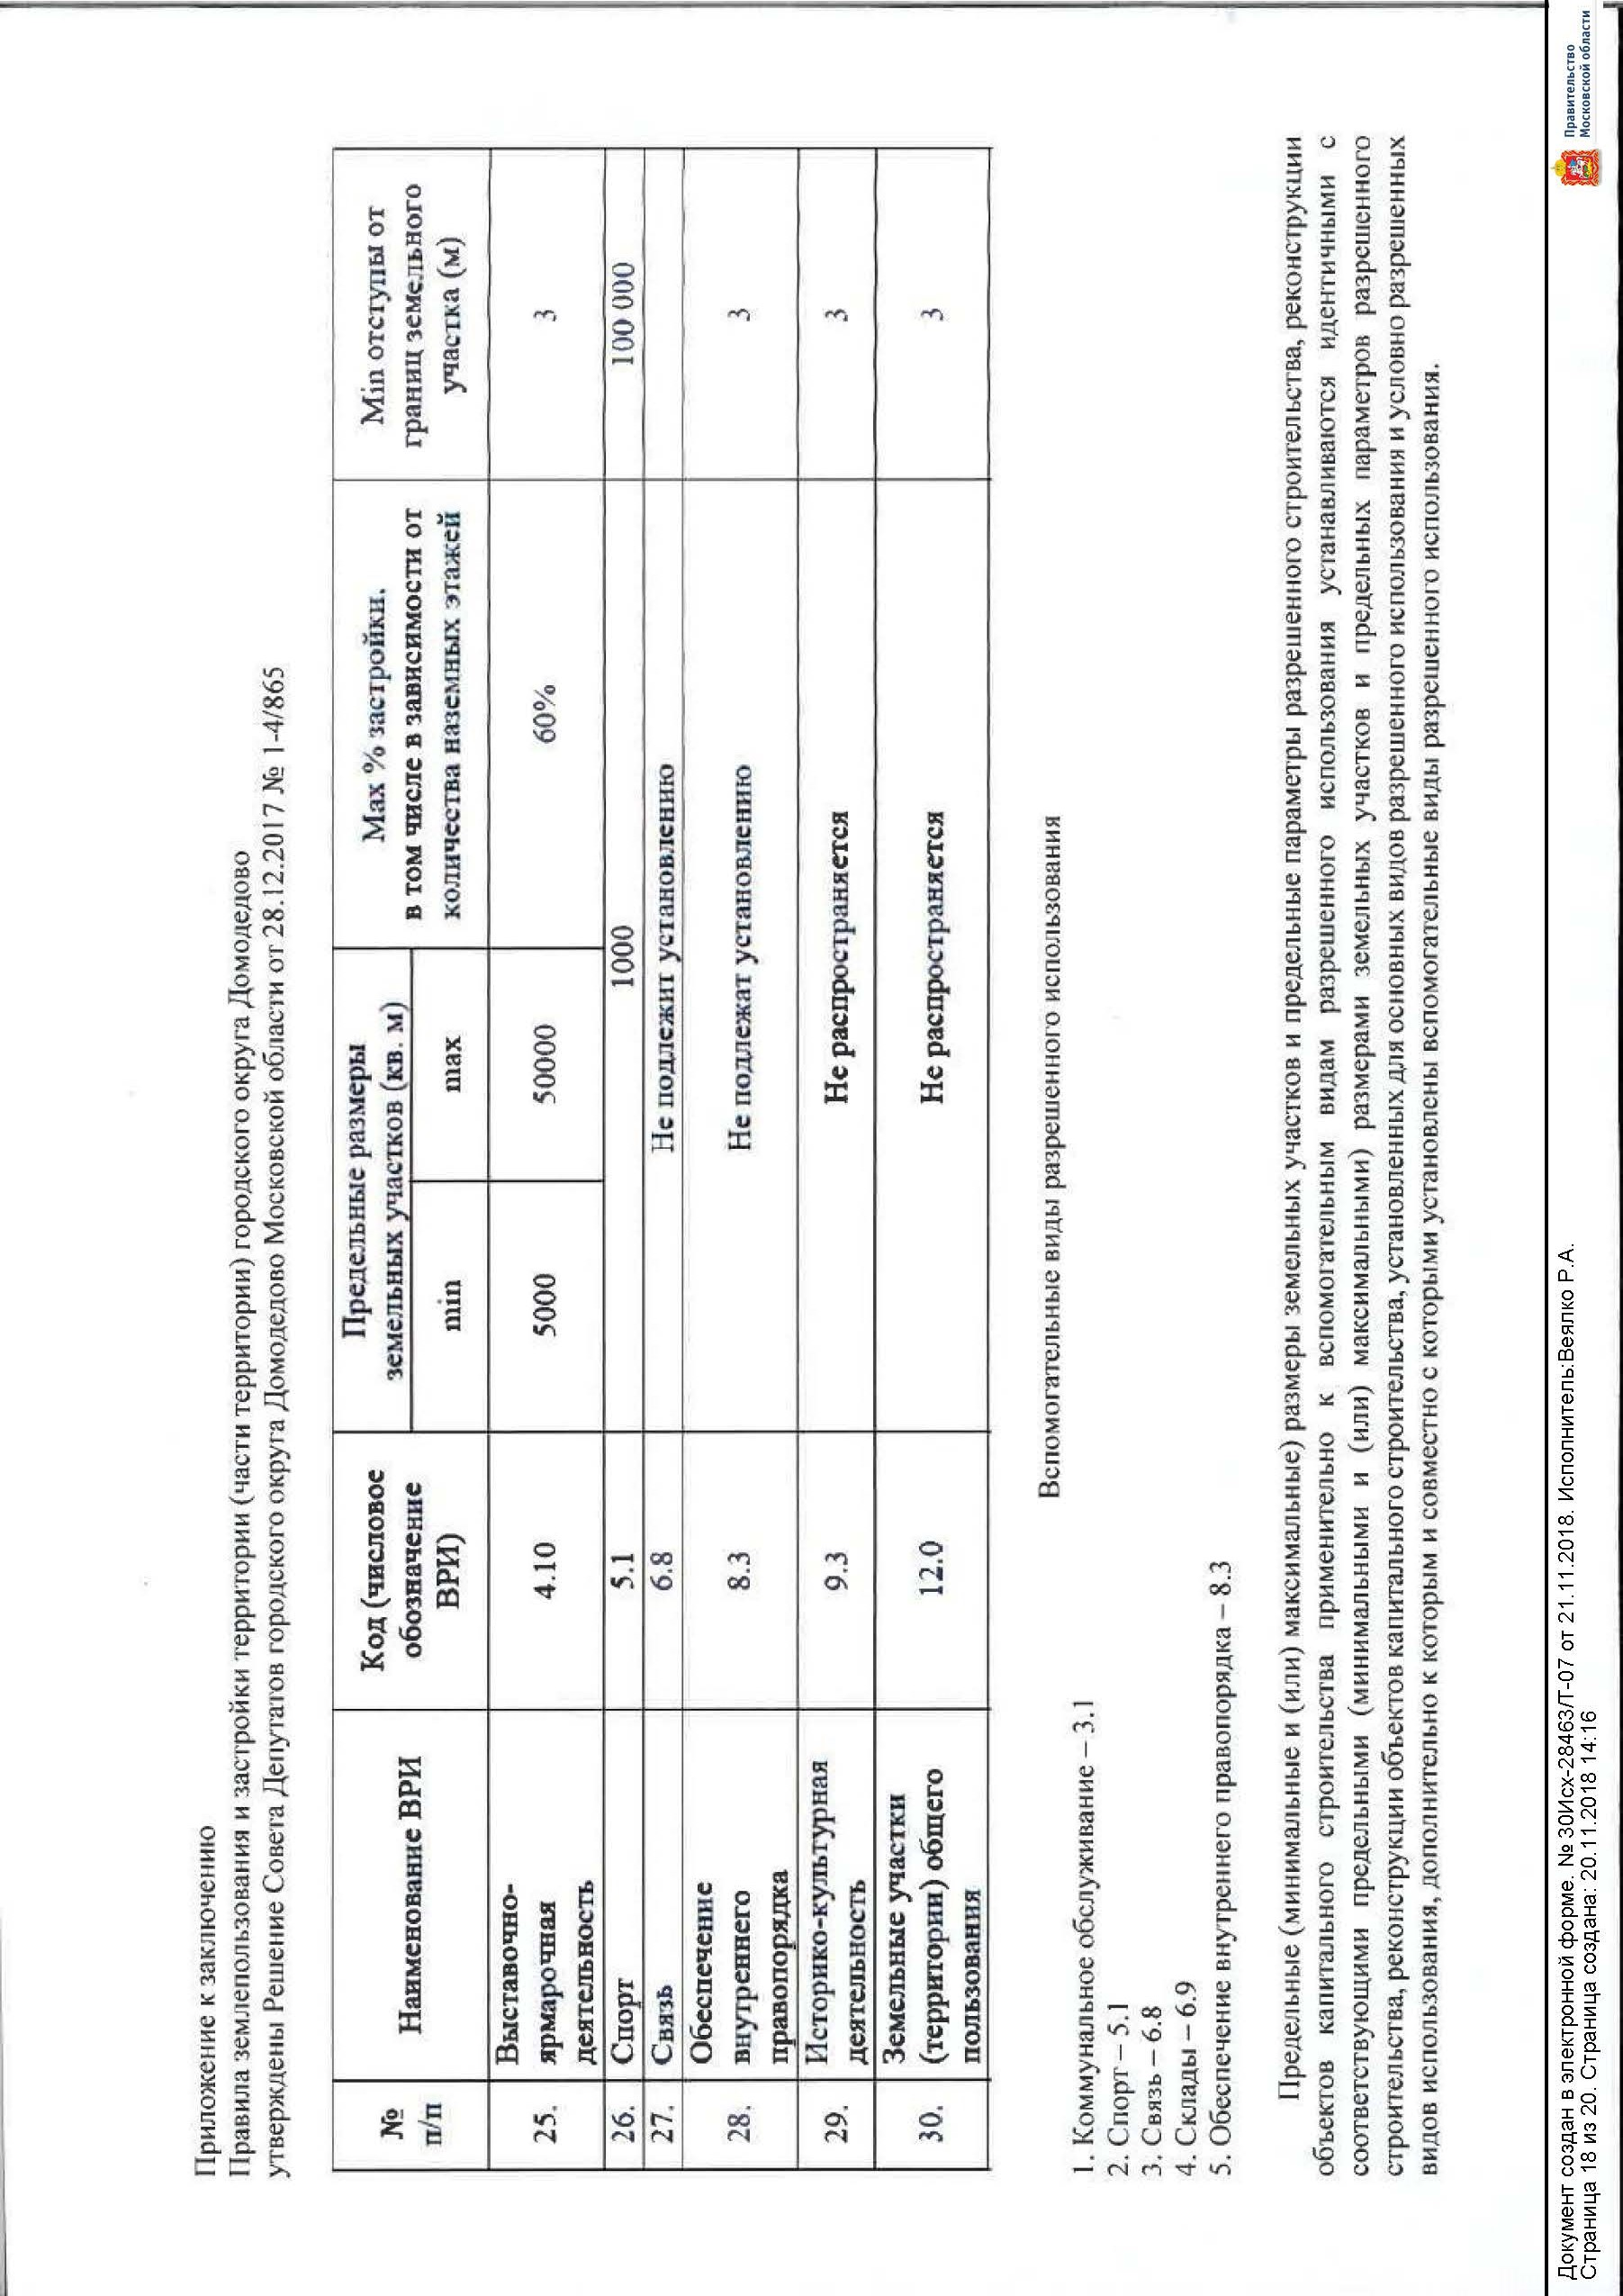 Приложение к заключению
Правила землепользования и застройки территории (части территории) городского округа Домодедово
утверждены Решение Совета Депутатов городского округа Домодедово Московской области от 28.12.2017 № 1-4/865
№ п/п
Наименование ВРИ
Код (числовое
обозначение
ВРИ)
Предельные размеры
земельных участков (кв. м)
min
max
Max % застройки,
в том числе в зависимости от
количества наземных этажей
Min отступы от
границ земельного
участка (м)
25.
Выставочно-
ярмарочная
деятельность
4.10
5000
50000
60%
3
26.
Спорт
5.1
1000
100 000
27.
Связь
6.8
Не подлежит установлению
28.
Обеспечение
внутреннего
правопорядка
8.3
Не подлежат установлению
3
29.
Историко-культурная
деятельность
9.3
Не распространяется
3
30.
Земельные участки
(территории) общего
пользования
12.0
Не распространяется
3
Вспомогательные виды разрешенного использования
1. Коммунальное обслуживание – 3.1
2. Спорт – 5.1
3. Связь – 6.8
4. Склады – 6.9
5. Обеспечение внутреннего правопорядка – 8.3
Предельные (минимальные и (или) максимальные) размеры земельных участков и предельные параметры разрешенного строительства, реконструкции
объектов капитального строительства применительно к вспомогательным видам разрешенного использования устанавливаются идентичными с
соответствующими предельными (минимальными и (или) максимальными) размерами земельных участков и предельных параметров разрешенного
строительства, реконструкции объектов капитального строительства, установленных для основных видов разрешенного использования и условно разрешенных
видов использования, дополнительно к которым и совместно с которыми установлены вспомогательные виды разрешенного использования.
Документ создан в электронной форме. № 30Исх-28463/Т-07 от 21.11.2018. Исполнитель:Веялко Р.А.
Страница 18 из 20. Страница создана: 20.11.2018 14:16
Правительство
Московской области